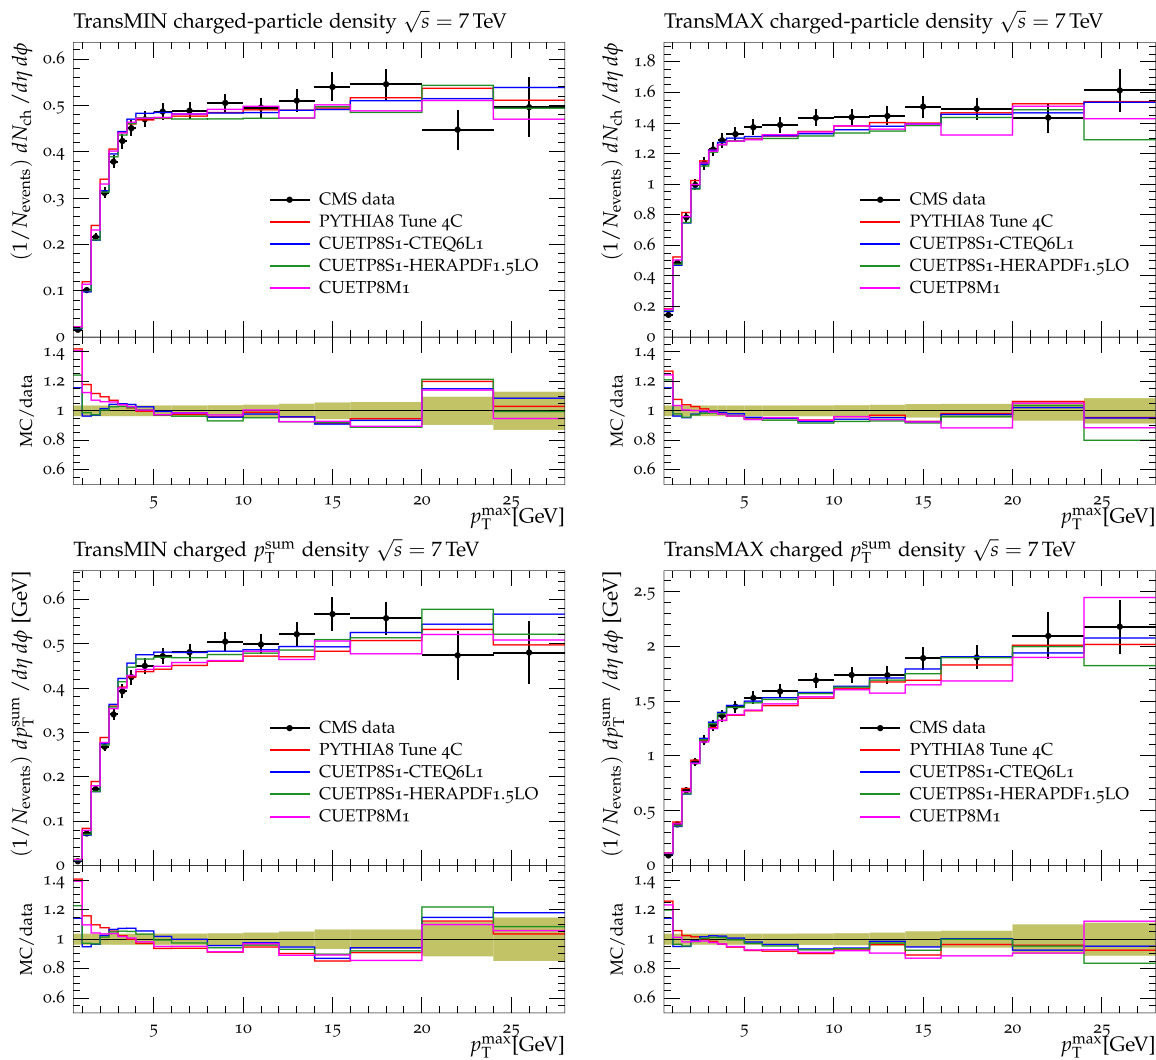 TransMIN charged-particle density √s = 7 TeV
(1/N_events) dN_ch/dη dϕ
0.6
0.5
0.4
0.3
0.2
0.1
0
CMS data
PYTHIA8 Tune 4C
CUETP8S1-CTEQ6L1
CUETP8S1-HERAPDF1.5LO
CUETP8M1
MC/data
1.4
1.2
1
0.8
0.6
5 10 15 20 25
p_T^max [GeV]
TransMAX charged-particle density √s = 7 TeV
(1/N_events) dN_ch/dη dϕ
1.8
1.6
1.4
1.2
1
0.8
0.6
0.4
0.2
0
CMS data
PYTHIA8 Tune 4C
CUETP8S1-CTEQ6L1
CUETP8S1-HERAPDF1.5LO
CUETP8M1
MC/data
1.4
1.2
1
0.8
0.6
5 10 15 20 25
p_T^max [GeV]
TransMIN charged p_T^sum density √s = 7 TeV
(1/N_events) dp_T^sum/dη dϕ [GeV]
0.6
0.5
0.4
0.3
0.2
0.1
0
CMS data
PYTHIA8 Tune 4C
CUETP8S1-CTEQ6L1
CUETP8S1-HERAPDF1.5LO
CUETP8M1
MC/data
1.4
1.2
1
0.8
0.6
5 10 15 20 25
p_T^max [GeV]
TransMAX charged p_T^sum density √s = 7 TeV
(1/N_events) dp_T^sum/dη dϕ [GeV]
2.5
2
1.5
1
0.5
0
CMS data
PYTHIA8 Tune 4C
CUETP8S1-CTEQ6L1
CUETP8S1-HERAPDF1.5LO
CUETP8M1
MC/data
1.4
1.2
1
0.8
0.6
5 10 15 20 25
p_T^max [GeV]